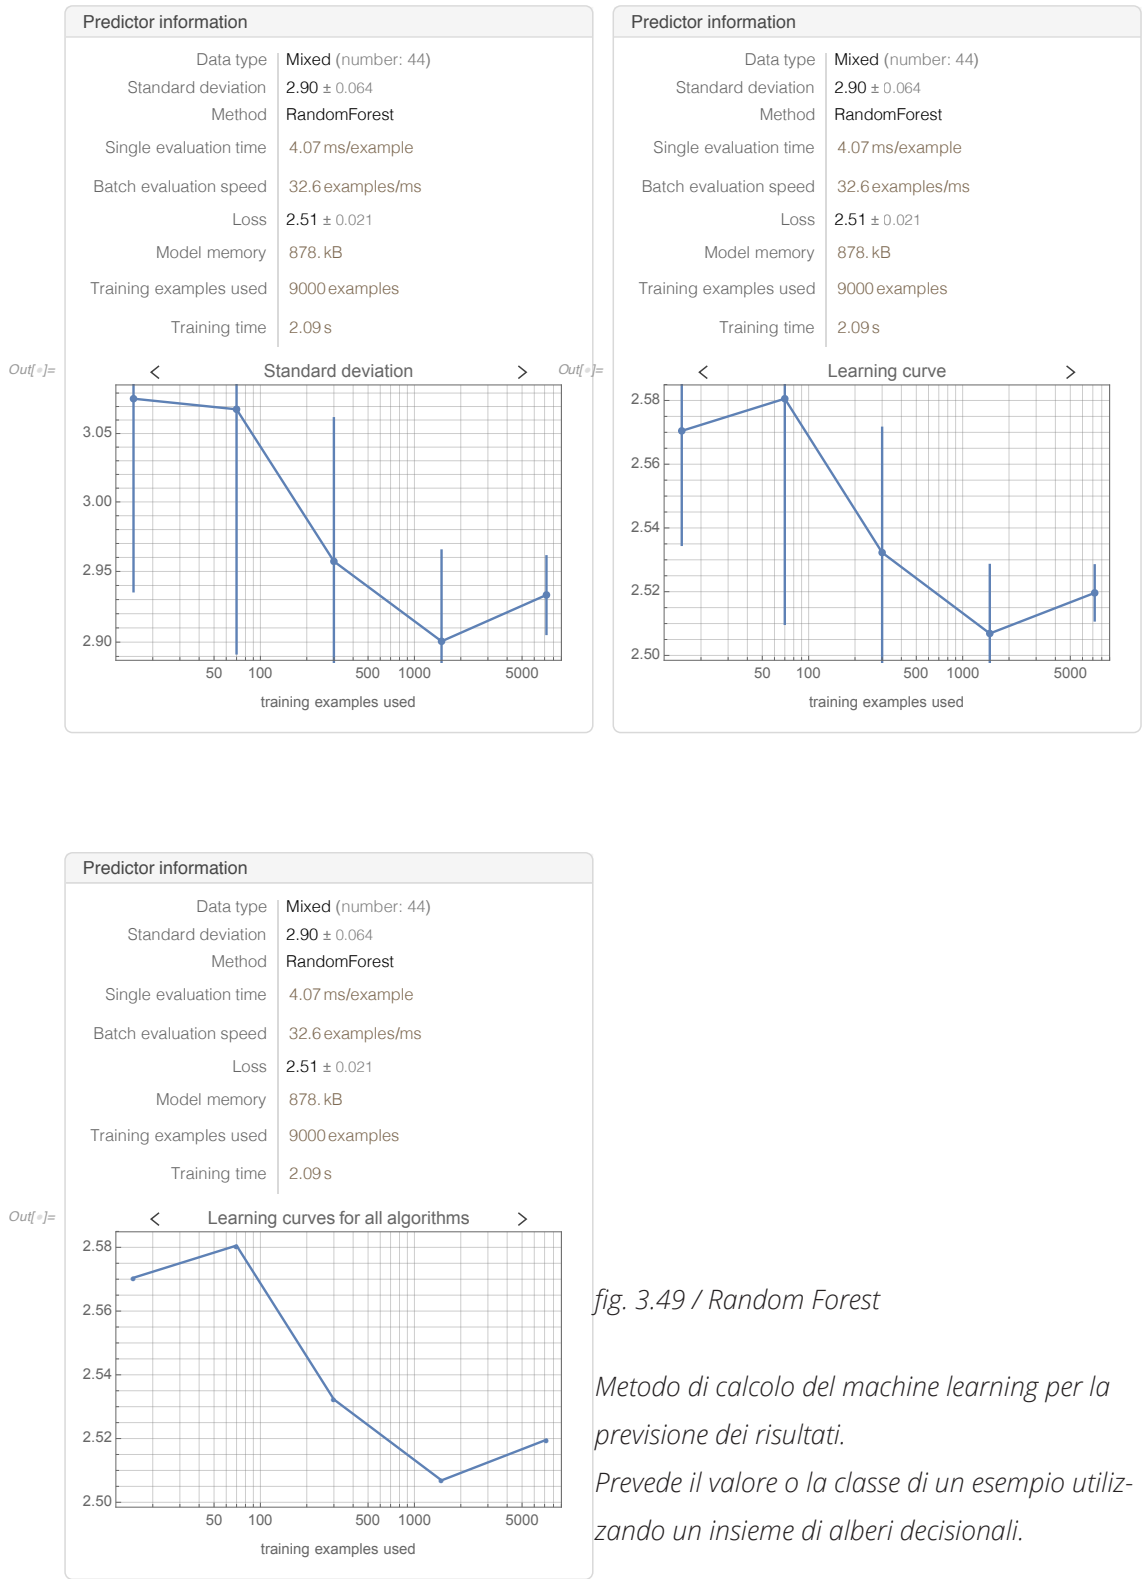 Predictor information
Data type Mixed (number: 44)
Standard deviation 2.90 ± 0.064
Method RandomForest
Single evaluation time 4.07 ms/example
Batch evaluation speed 32.6 examples/ms
Loss 2.51 ± 0.021
Model memory 878. kB
Training examples used 9000 examples
Training time 2.09 s
Out[∘]=
< Standard deviation >
3.05
3.00
2.95
2.90
50 100 500 1000 5000
training examples used
Predictor information
Data type Mixed (number: 44)
Standard deviation 2.90 ± 0.064
Method RandomForest
Single evaluation time 4.07 ms/example
Batch evaluation speed 32.6 examples/ms
Loss 2.51 ± 0.021
Model memory 878. kB
Training examples used 9000 examples
Training time 2.09 s
Out[∘]=
< Learning curve >
2.58
2.56
2.54
2.52
2.50
50 100 500 1000 5000
training examples used
Predictor information
Data type Mixed (number: 44)
Standard deviation 2.90 ± 0.064
Method RandomForest
Single evaluation time 4.07 ms/example
Batch evaluation speed 32.6 examples/ms
Loss 2.51 ± 0.021
Model memory 878. kB
Training examples used 9000 examples
Training time 2.09 s
Out[∘]=
< Learning curves for all algorithms >
2.58
2.56
2.54
2.52
2.50
50 100 500 1000 5000
training examples used
fig. 3.49 / Random Forest
Metodo di calcolo del machine learning per la
previsione dei risultati.
Prevede il valore o la classe di un esempio utiliz-
zando un insieme di alberi decisionali.